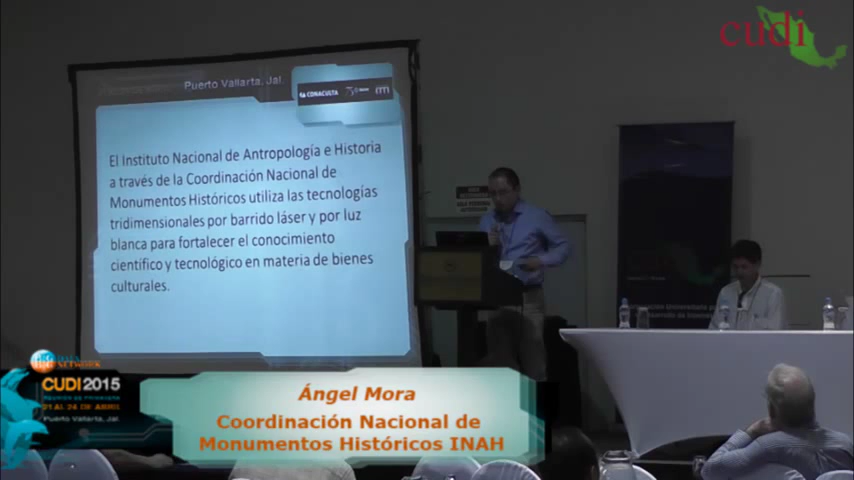 cudi
Puerto Vallarta, Jal.
CONACULTA
El Instituto Nacional de Antropología e Historia
a través de la Coordinación Nacional de
Monumentos Históricos utiliza las tecnologías
tridimensionales por barrido láser y por luz
blanca para fortalecer el conocimiento
científico y tecnológico en materia de bienes
culturales.
CUDI 2015
REUNIÓN DE PRIMAVERA
21 AL 24 DE ABRIL
Puerto Vallarta, Jal.
Ángel Mora
Coordinación Nacional de
Monumentos Históricos INAH